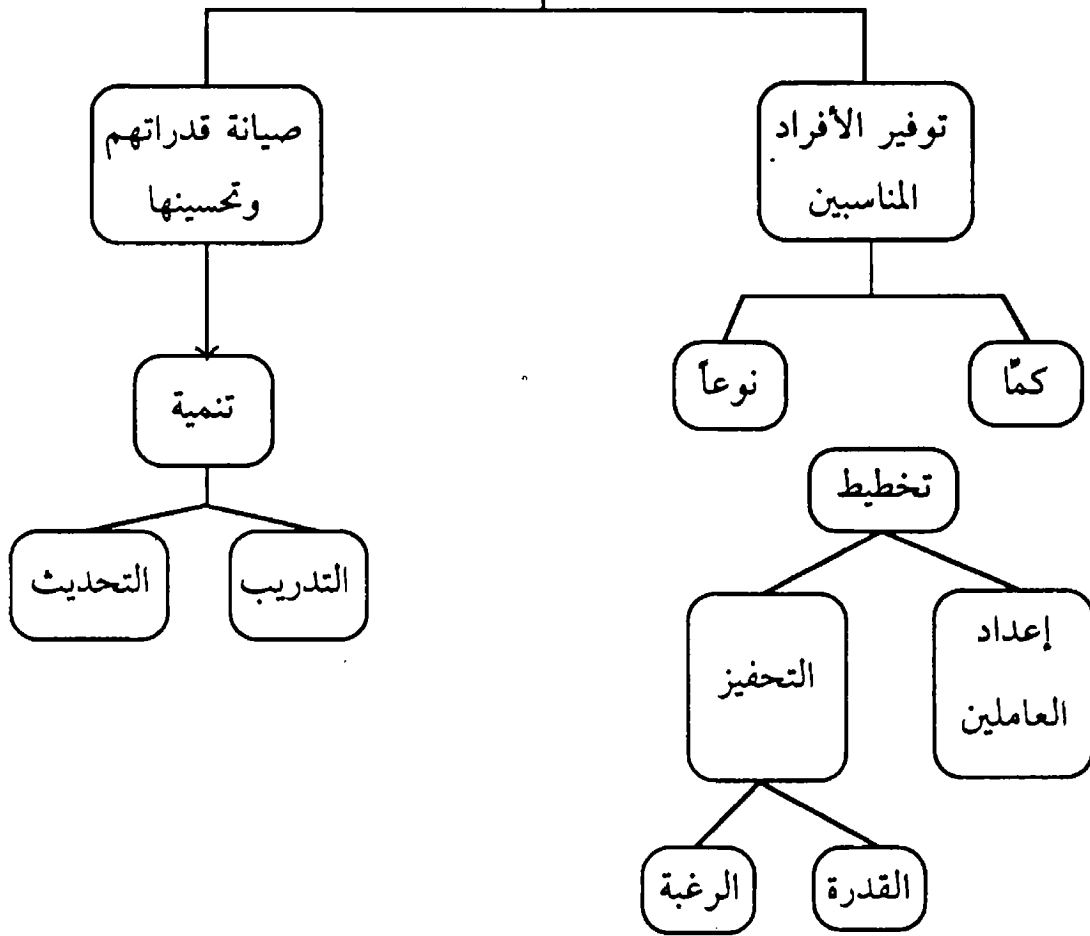 توفير الأفراد
المناسبين
صيانة قدراتهم
وتحسينها
كمّا
نوعاً
تنمية
تخطيط
التدريب
التحديث
إعداد
العاملين
التحفيز
القدرة
الرغبة